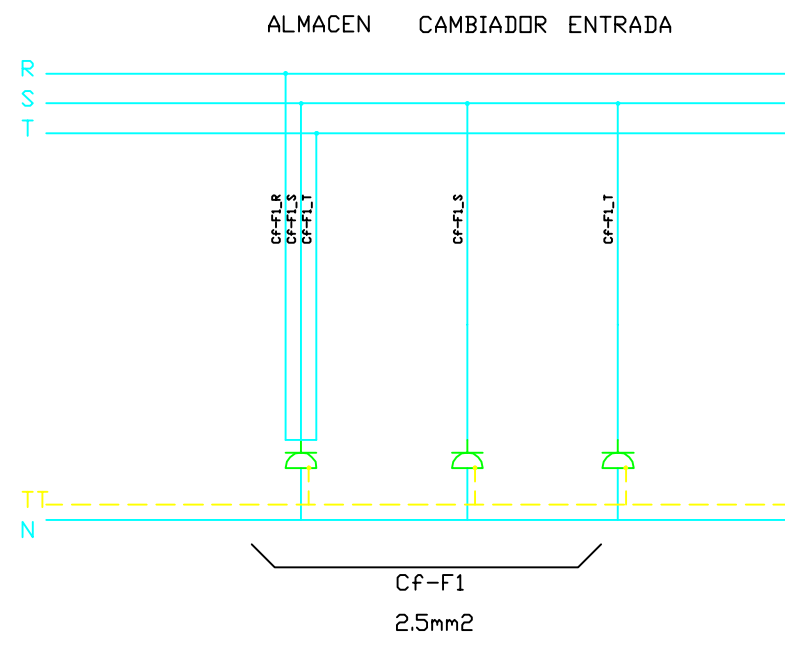 ALMACEN CAMBIADOR ENTRADA
R
S
T
Cf-F1_R
Cf-F1_S
Cf-F1_T
Cf-F1_S
Cf-F1_T
TT
N
Cf-F1
2.5mm2